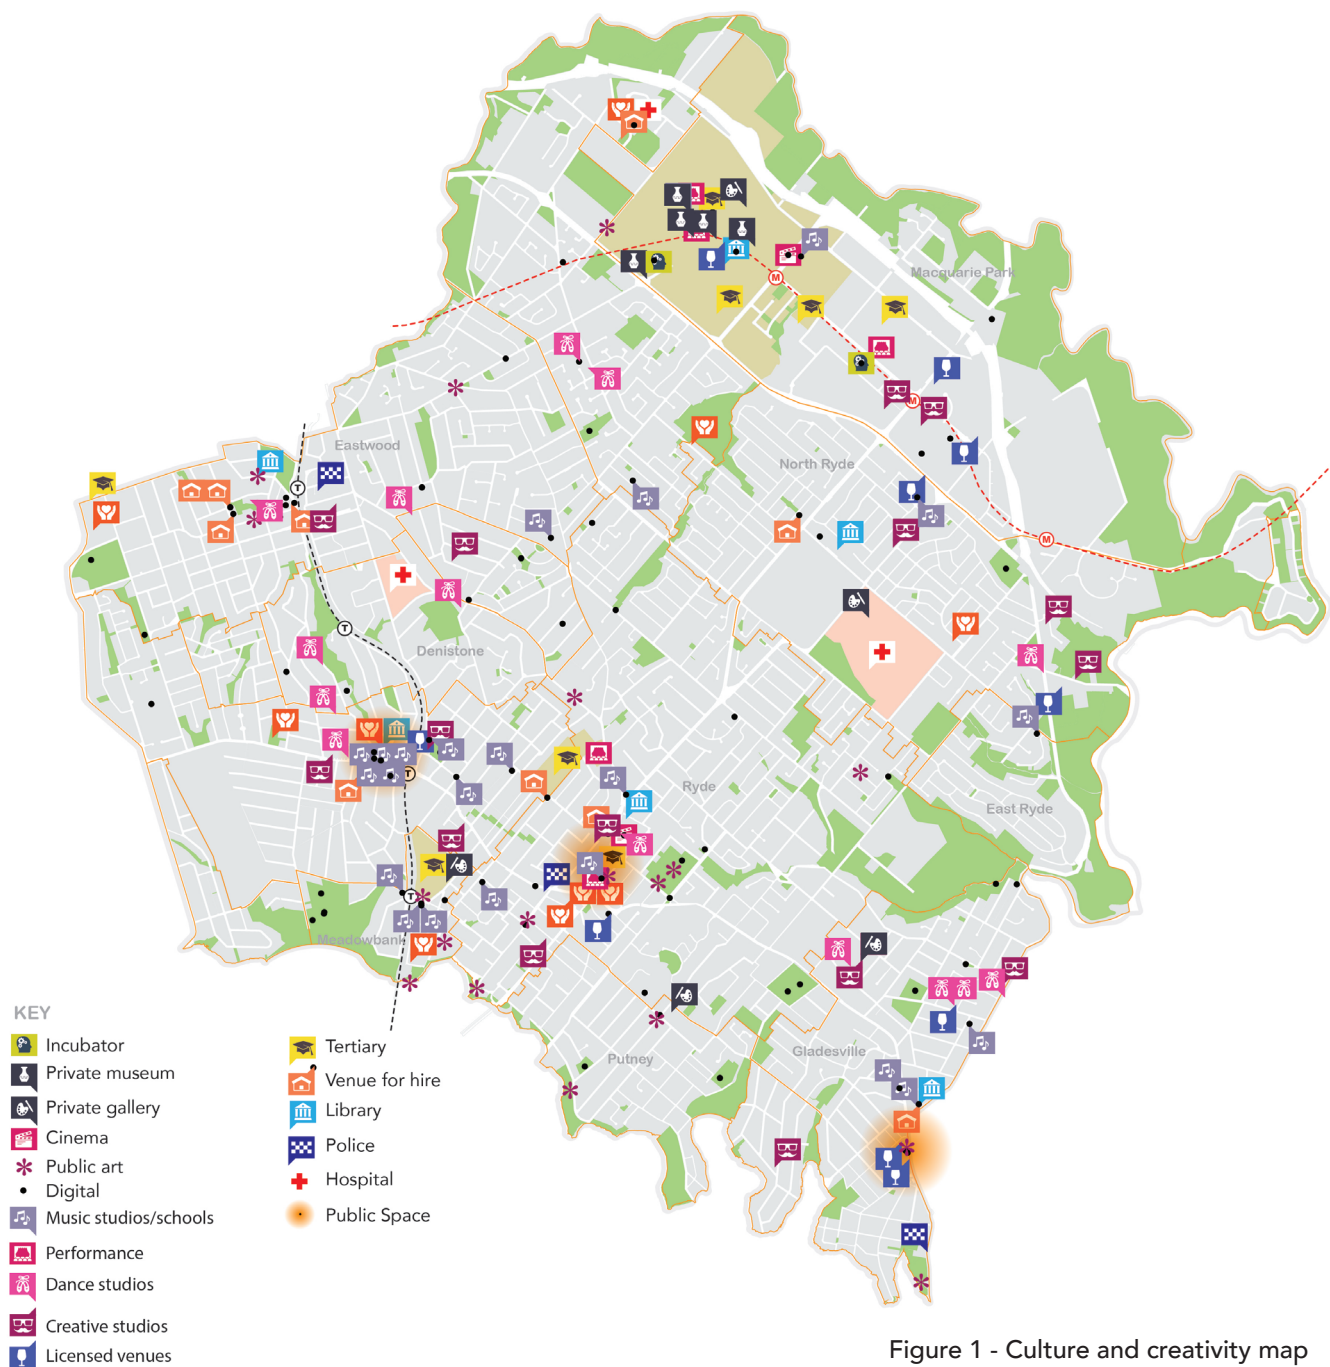 Macquarie Park
Eastwood
North Ryde
Denistone
Ryde
East Ryde
Meadowbank
Gladesville
Putney
M
M
M
T
T
T
T
KEY
Incubator
Private museum
Private gallery
Cinema
Public art
Digital
Music studios/schools
Performance
Dance studios
Creative studios
Licensed venues
Tertiary
Venue for hire
Library
Police
Hospital
Public Space
Figure 1 - Culture and creativity map